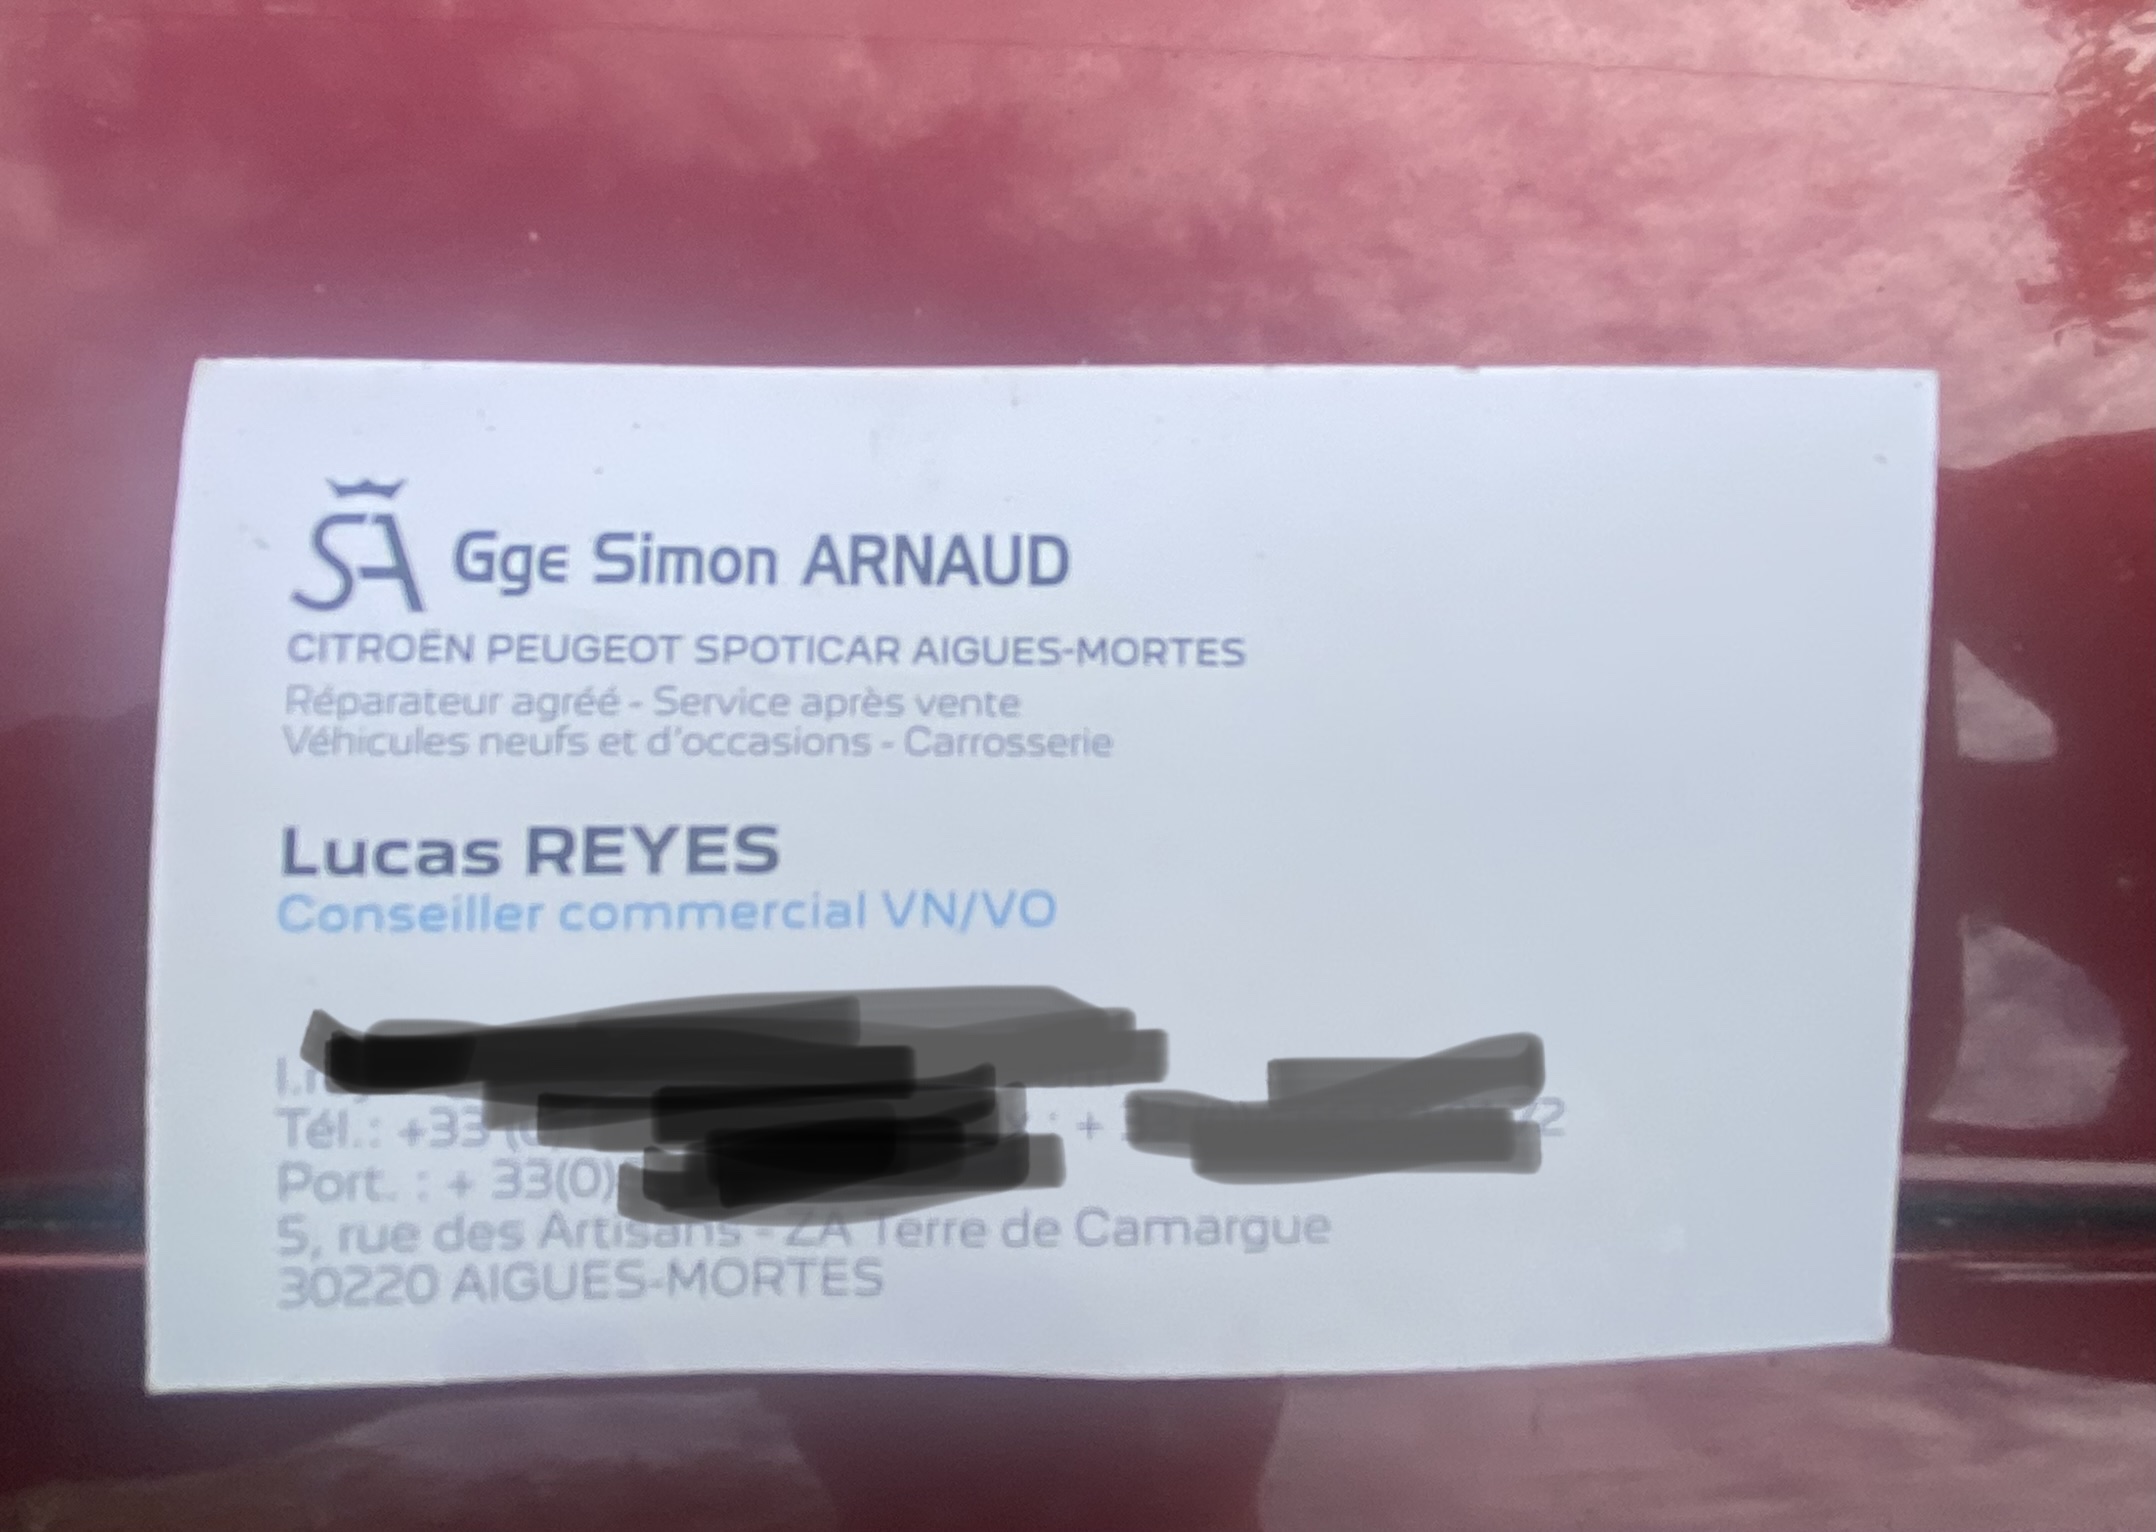 SA Gge Simon ARNAUD
CITROËN PEUGEOT SPOTICAR AIGUES-MORTES
Réparateur agréé - Service après vente
Véhicules neufs et d'occasions - Carrosserie
Lucas REYES
Conseiller commercial VN/VO
Tél.: +33
Port. : + 33(0)
5, rue des Artisans - ZA Terre de Camargue
30220 AIGUES-MORTES